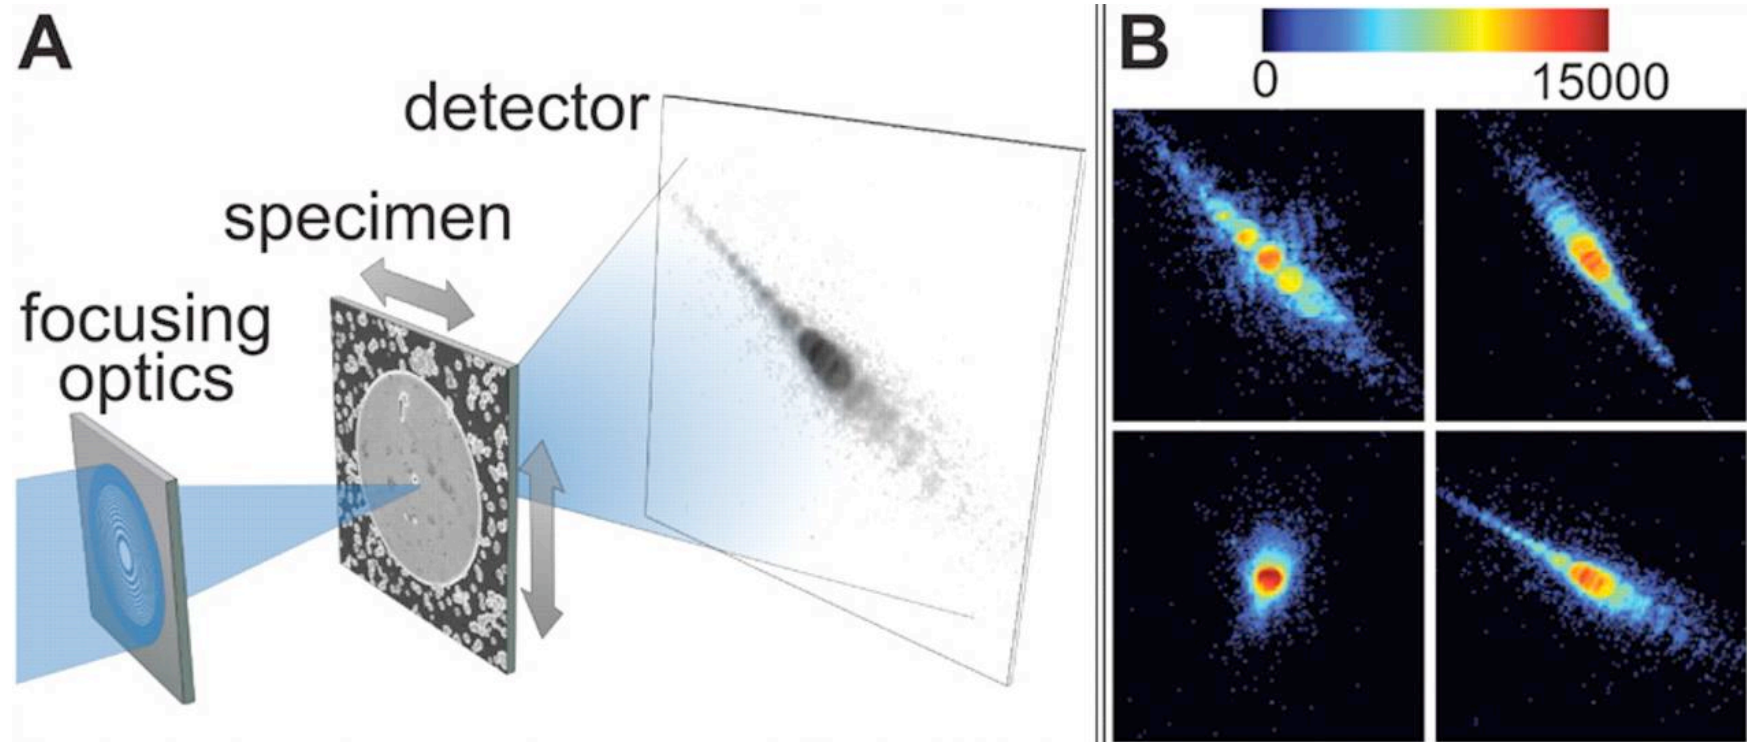 A
detector
specimen
focusing
optics
B
0 15000